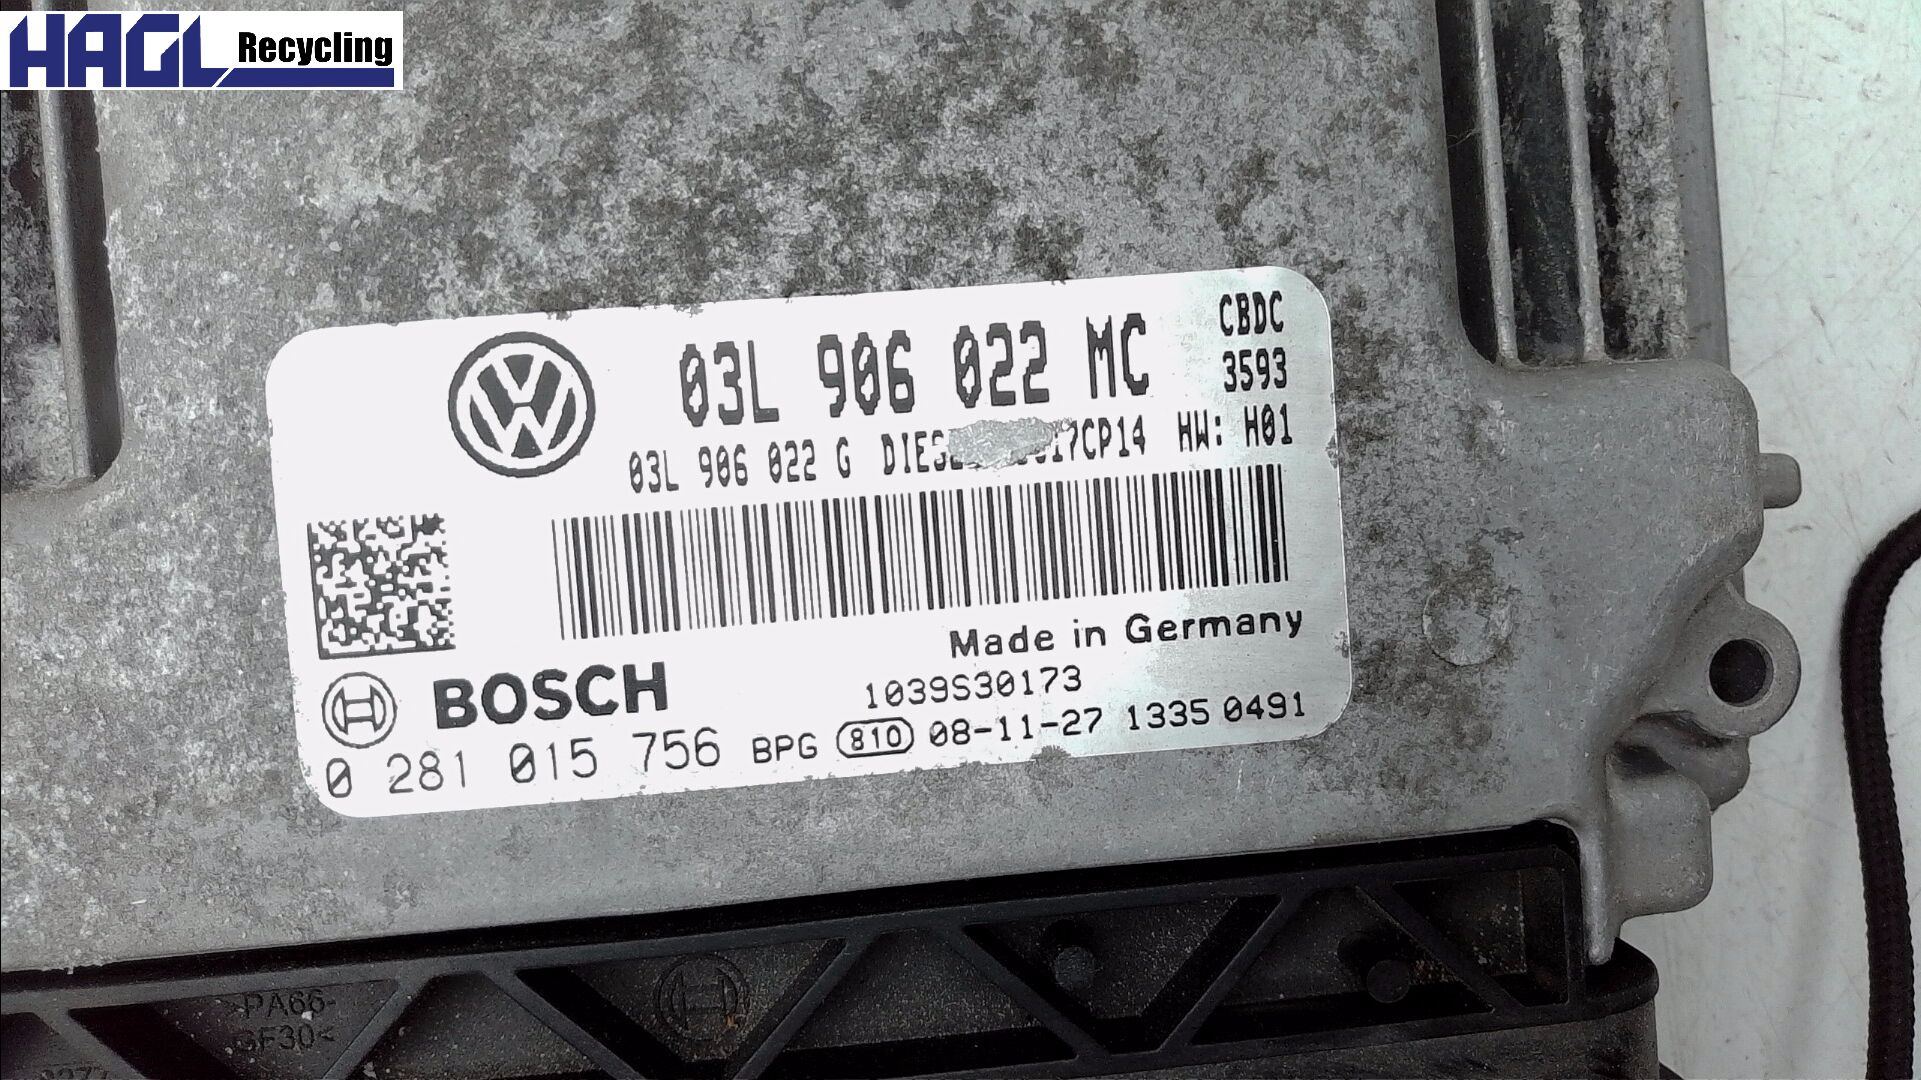 HAGL Recycling
03L 906 022 MC
CBDC
3593
03L 906 022 G HW: H01
Made in Germany
BOSCH
1039S30173
0 281 015 756 BPG 810 08-11-27 1335 0491
>PA66-
GF30<